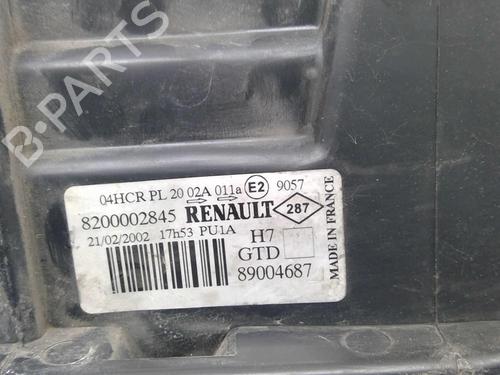 B-PARTS
04HCR PL 20 02A 011a E2 9057
8200002845 RENAULT 287
21/02/2002 17h53 PU1A
H7
GTD
89004687
MADE IN FRANCE